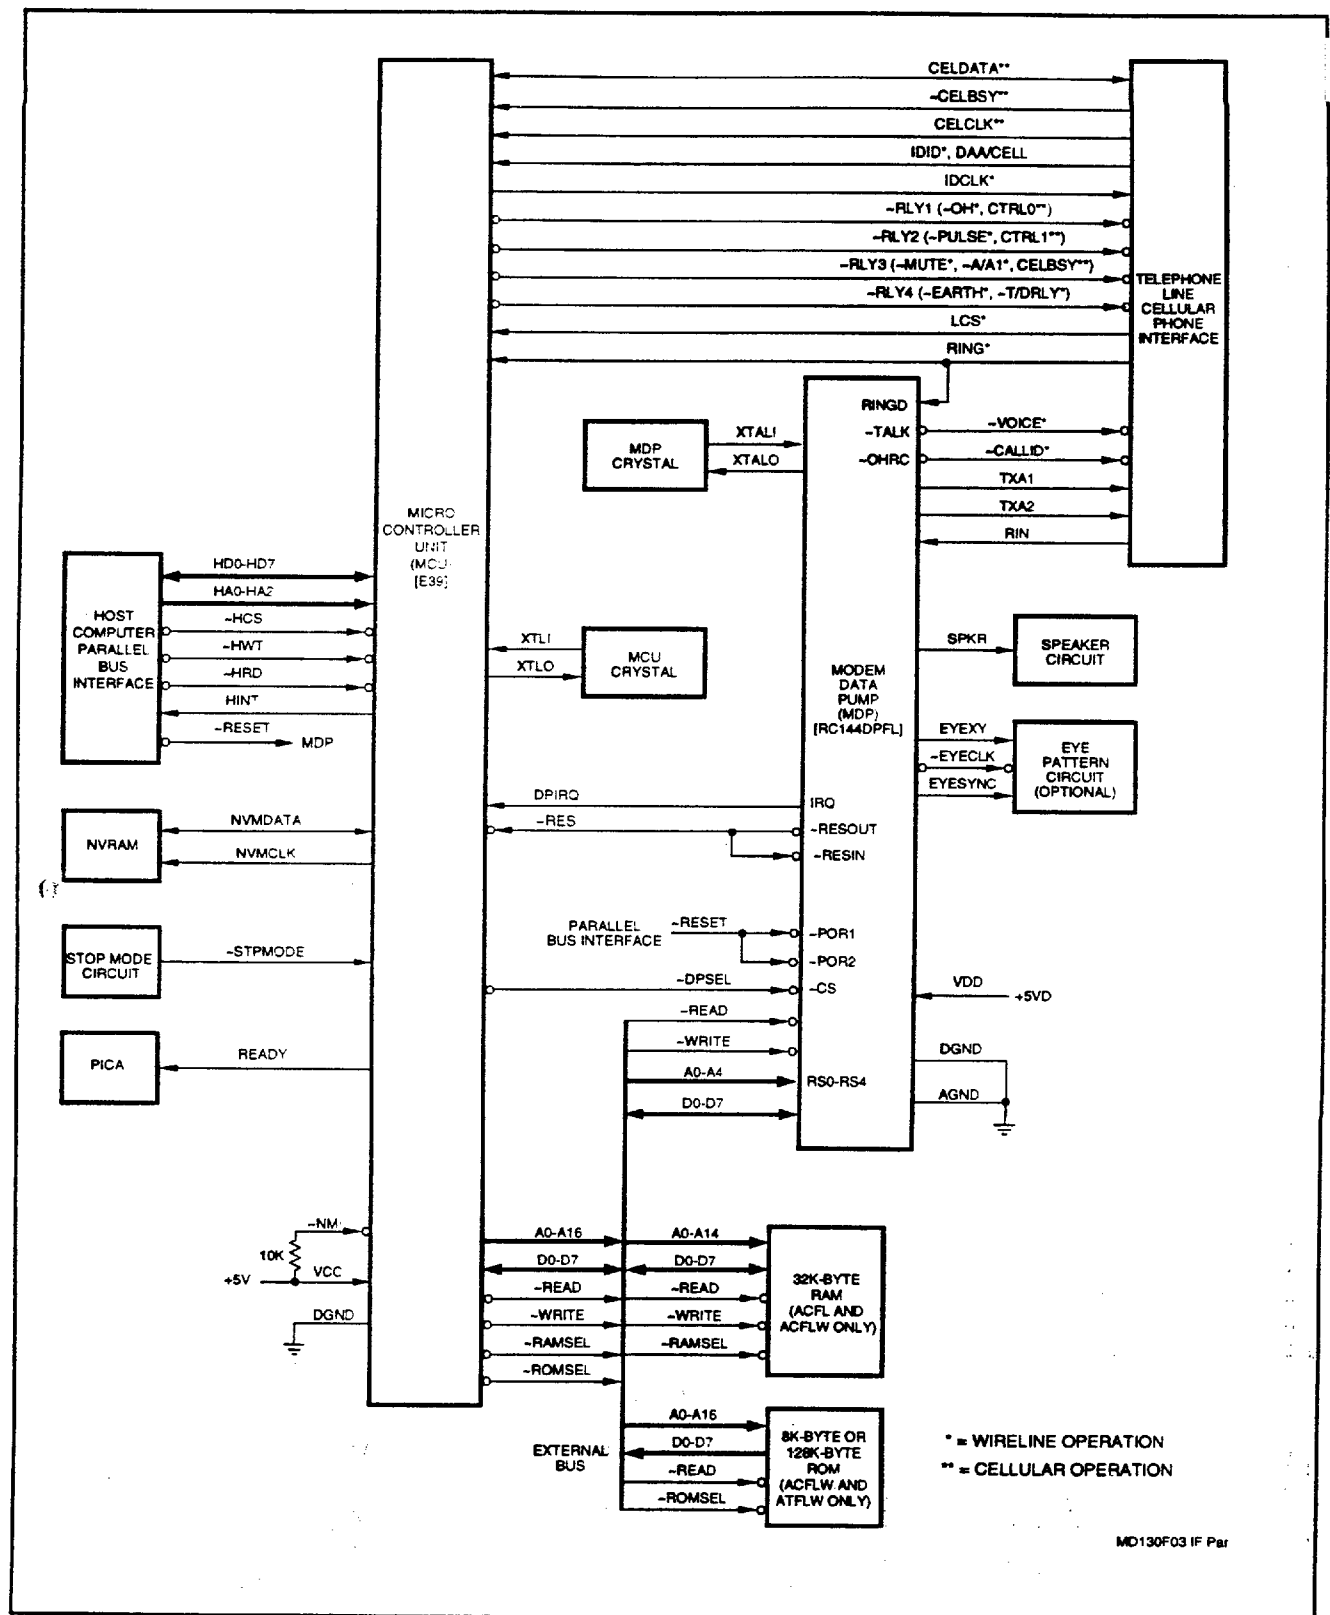 CELDATA**
~CELBSY**
CELCLK**
IDID*, DAA/CELL
IDCLK*
~RLY1 (~OH*, CTRL0**)
~RLY2 (~PULSE*, CTRL1**)
~RLY3 (~MUTE*, ~A/A1*, CELBSY**)
~RLY4 (~EARTH*, ~T/DRLY*)
LCS*
RING*
TELEPHONE
LINE
CELLULAR
PHONE
INTERFACE
RINGD
~TALK
~OHRC
~VOICE*
~CALLID*
TXA1
TXA2
RIN
MDP
CRYSTAL
XTALI
XTALO
MICRO
CONTROLLER
UNIT
(MCU)
[E39]
HOST
COMPUTER
PARALLEL
BUS
INTERFACE
HD0-HD7
HA0-HA2
~HCS
~HWT
~HRD
HINT
~RESET
MDP
XTLI
XTLO
MCU
CRYSTAL
MODEM
DATA
PUMP
(MDP)
[RC144DPFL]
SPKR
SPEAKER
CIRCUIT
EYEXY
~EYECLK
EYESYNC
EYE
PATTERN
CIRCUIT
(OPTIONAL)
NVRAM
NVMDATA
NVMCLK
DPIRQ
~RES
IRQ
~RESOUT
~RESIN
STOP MODE
CIRCUIT
~STPMODE
PARALLEL
BUS INTERFACE
~RESET
~POR1
~POR2
~DPSEL
~CS
VDD
+5VD
PICA
READY
~READ
~WRITE
A0-A4
RS0-RS4
D0-D7
DGND
AGND
~NMI
10K
+5V
VCC
DGND
A0-A16
D0-D7
~READ
~WRITE
~RAMSEL
~ROMSEL
A0-A14
D0-D7
~READ
~WRITE
~RAMSEL
32K-BYTE
RAM
(ACFL AND
ACFLW ONLY)
EXTERNAL
BUS
A0-A16
D0-D7
~READ
~ROMSEL
8K-BYTE OR
128K-BYTE
ROM
(ACFLW AND
ATFLW ONLY)
* = WIRELINE OPERATION
** = CELLULAR OPERATION
MD130F03 IF Par